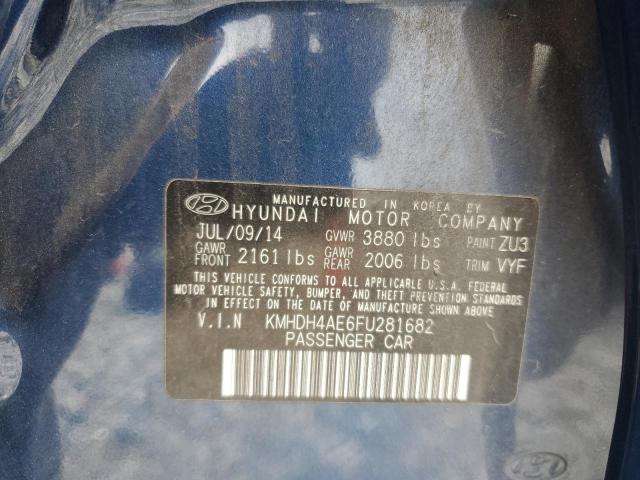 MANUFACTURED IN KOREA BY
HYUNDAI MOTOR COMPANY
JUL/09/14 GVWR 3880 lbs PAINT ZU3
GAWR FRONT 2161 lbs GAWR REAR 2006 lbs TRIM VYF
THIS VEHICLE CONFORMS TO ALL APPLICABLE U.S.A. FEDERAL
MOTOR VEHICLE SAFETY, BUMPER, AND THEFT PREVENTION STANDARDS
IN EFFECT ON THE DATE OF MANUFACTURE SHOWN ABOVE.
V.I.N KMHDH4AE6FU281682
PASSENGER CAR